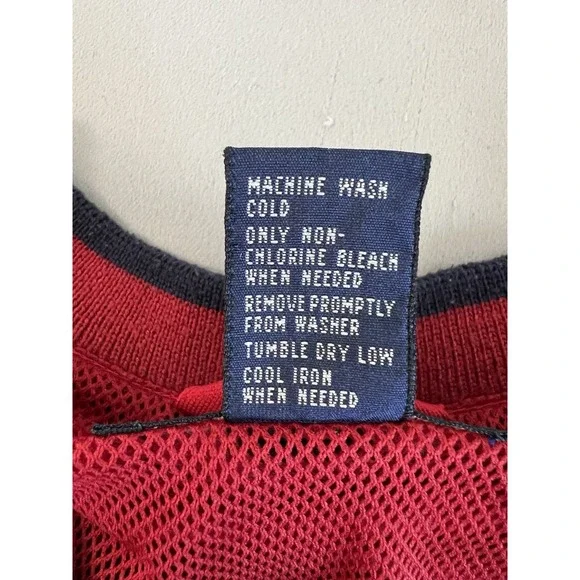 MACHINE WASH
COLD
ONLY NON-
CHLORINE BLEACH
WHEN NEEDED
REMOVE PROMPTLY
FROM WASHER
TUMBLE DRY LOW
COOL IRON
WHEN NEEDED